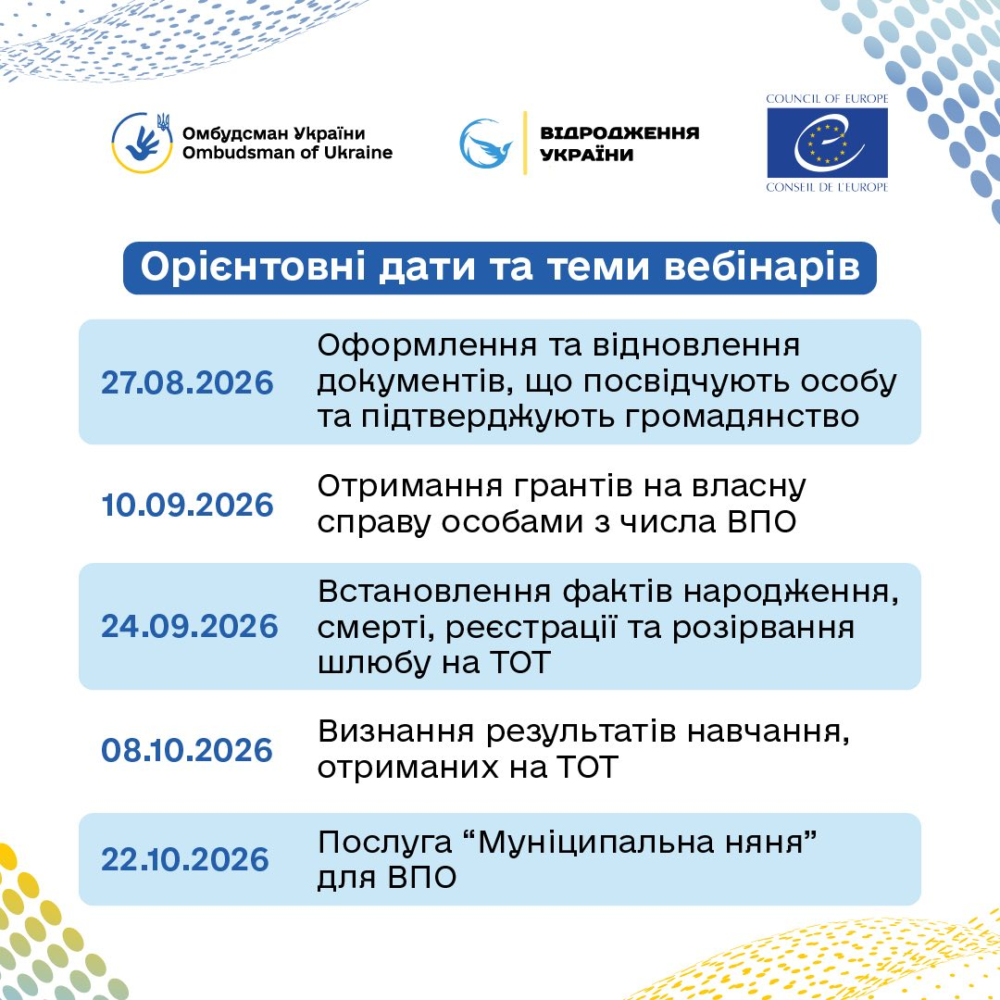 Омбудсман України
Ombudsman of Ukraine
ВІДРОДЖЕННЯ
УКРАЇНИ
COUNCIL OF EUROPE
CONSEIL DE L'EUROPE
Орієнтовні дати та теми вебінарів
27.08.2026
Оформлення та відновлення
документів, що посвідчують особу
та підтверджують громадянство
10.09.2026
Отримання грантів на власну
справу особами з числа ВПО
24.09.2026
Встановлення фактів народження,
смерті, реєстрації та розірвання
шлюбу на ТОТ
08.10.2026
Визнання результатів навчання,
отриманих на ТОТ
22.10.2026
Послуга “Муніципальна няня”
для ВПО